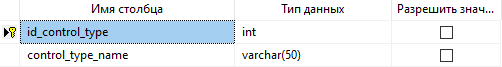 Имя столбца Тип данных Разрешить знач...
id_control_type int
control_type_name varchar(50)